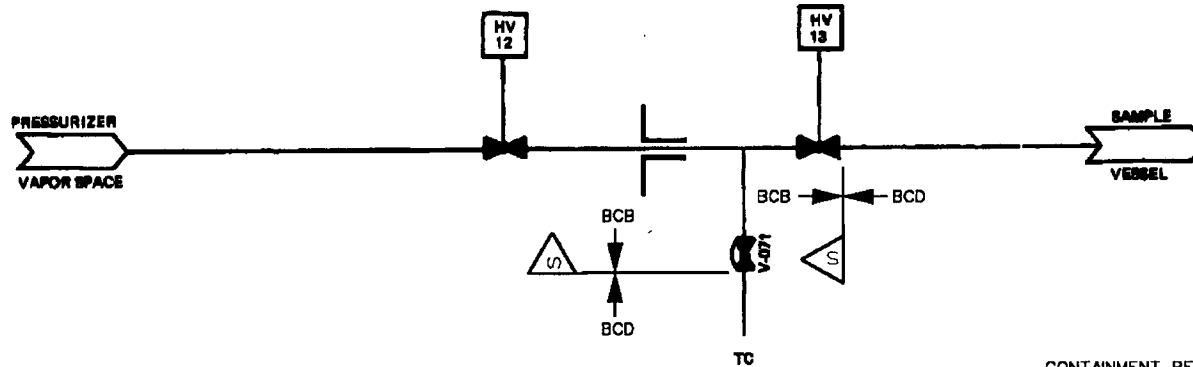 HV
12
HV
13
PRESSURIZER
VAPOR SPACE
SAMPLE
VESSEL
BCB
BCD
BCB
S
V-071
S
BCD
TC
CONTAINMENT